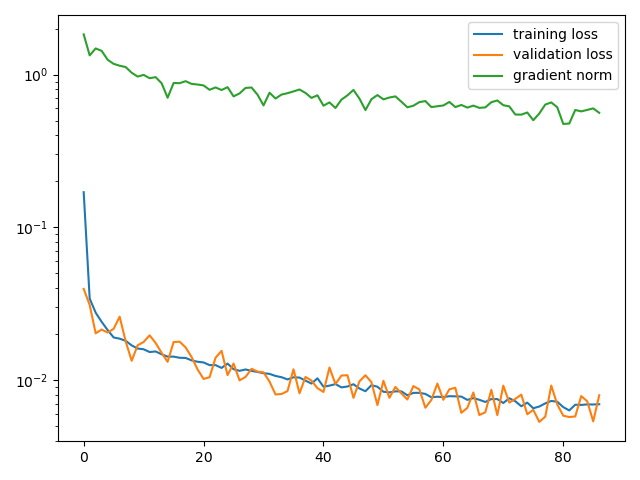 training loss
validation loss
gradient norm
10⁰
10⁻¹
10⁻²
0 20 40 60 80